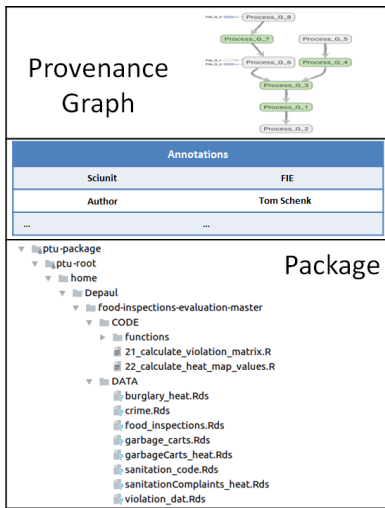 Provenance
Graph
Process_G_8
Process_G_7
Process_G_5
Process_G_6
Process_G_4
Process_G_3
Process_G_1
Process_G_2
Annotations
Sciunit FIE
Author Tom Schenk
... ...
Package
ptu-package
ptu-root
home
Depaul
food-inspections-evaluation-master
CODE
functions
21_calculate_violation_matrix.R
22_calculate_heat_map_values.R
DATA
burglary_heat.Rds
crime.Rds
food_inspections.Rds
garbage_carts.Rds
garbageCarts_heat.Rds
sanitation_code.Rds
sanitationComplaints_heat.Rds
violation_dat.Rds